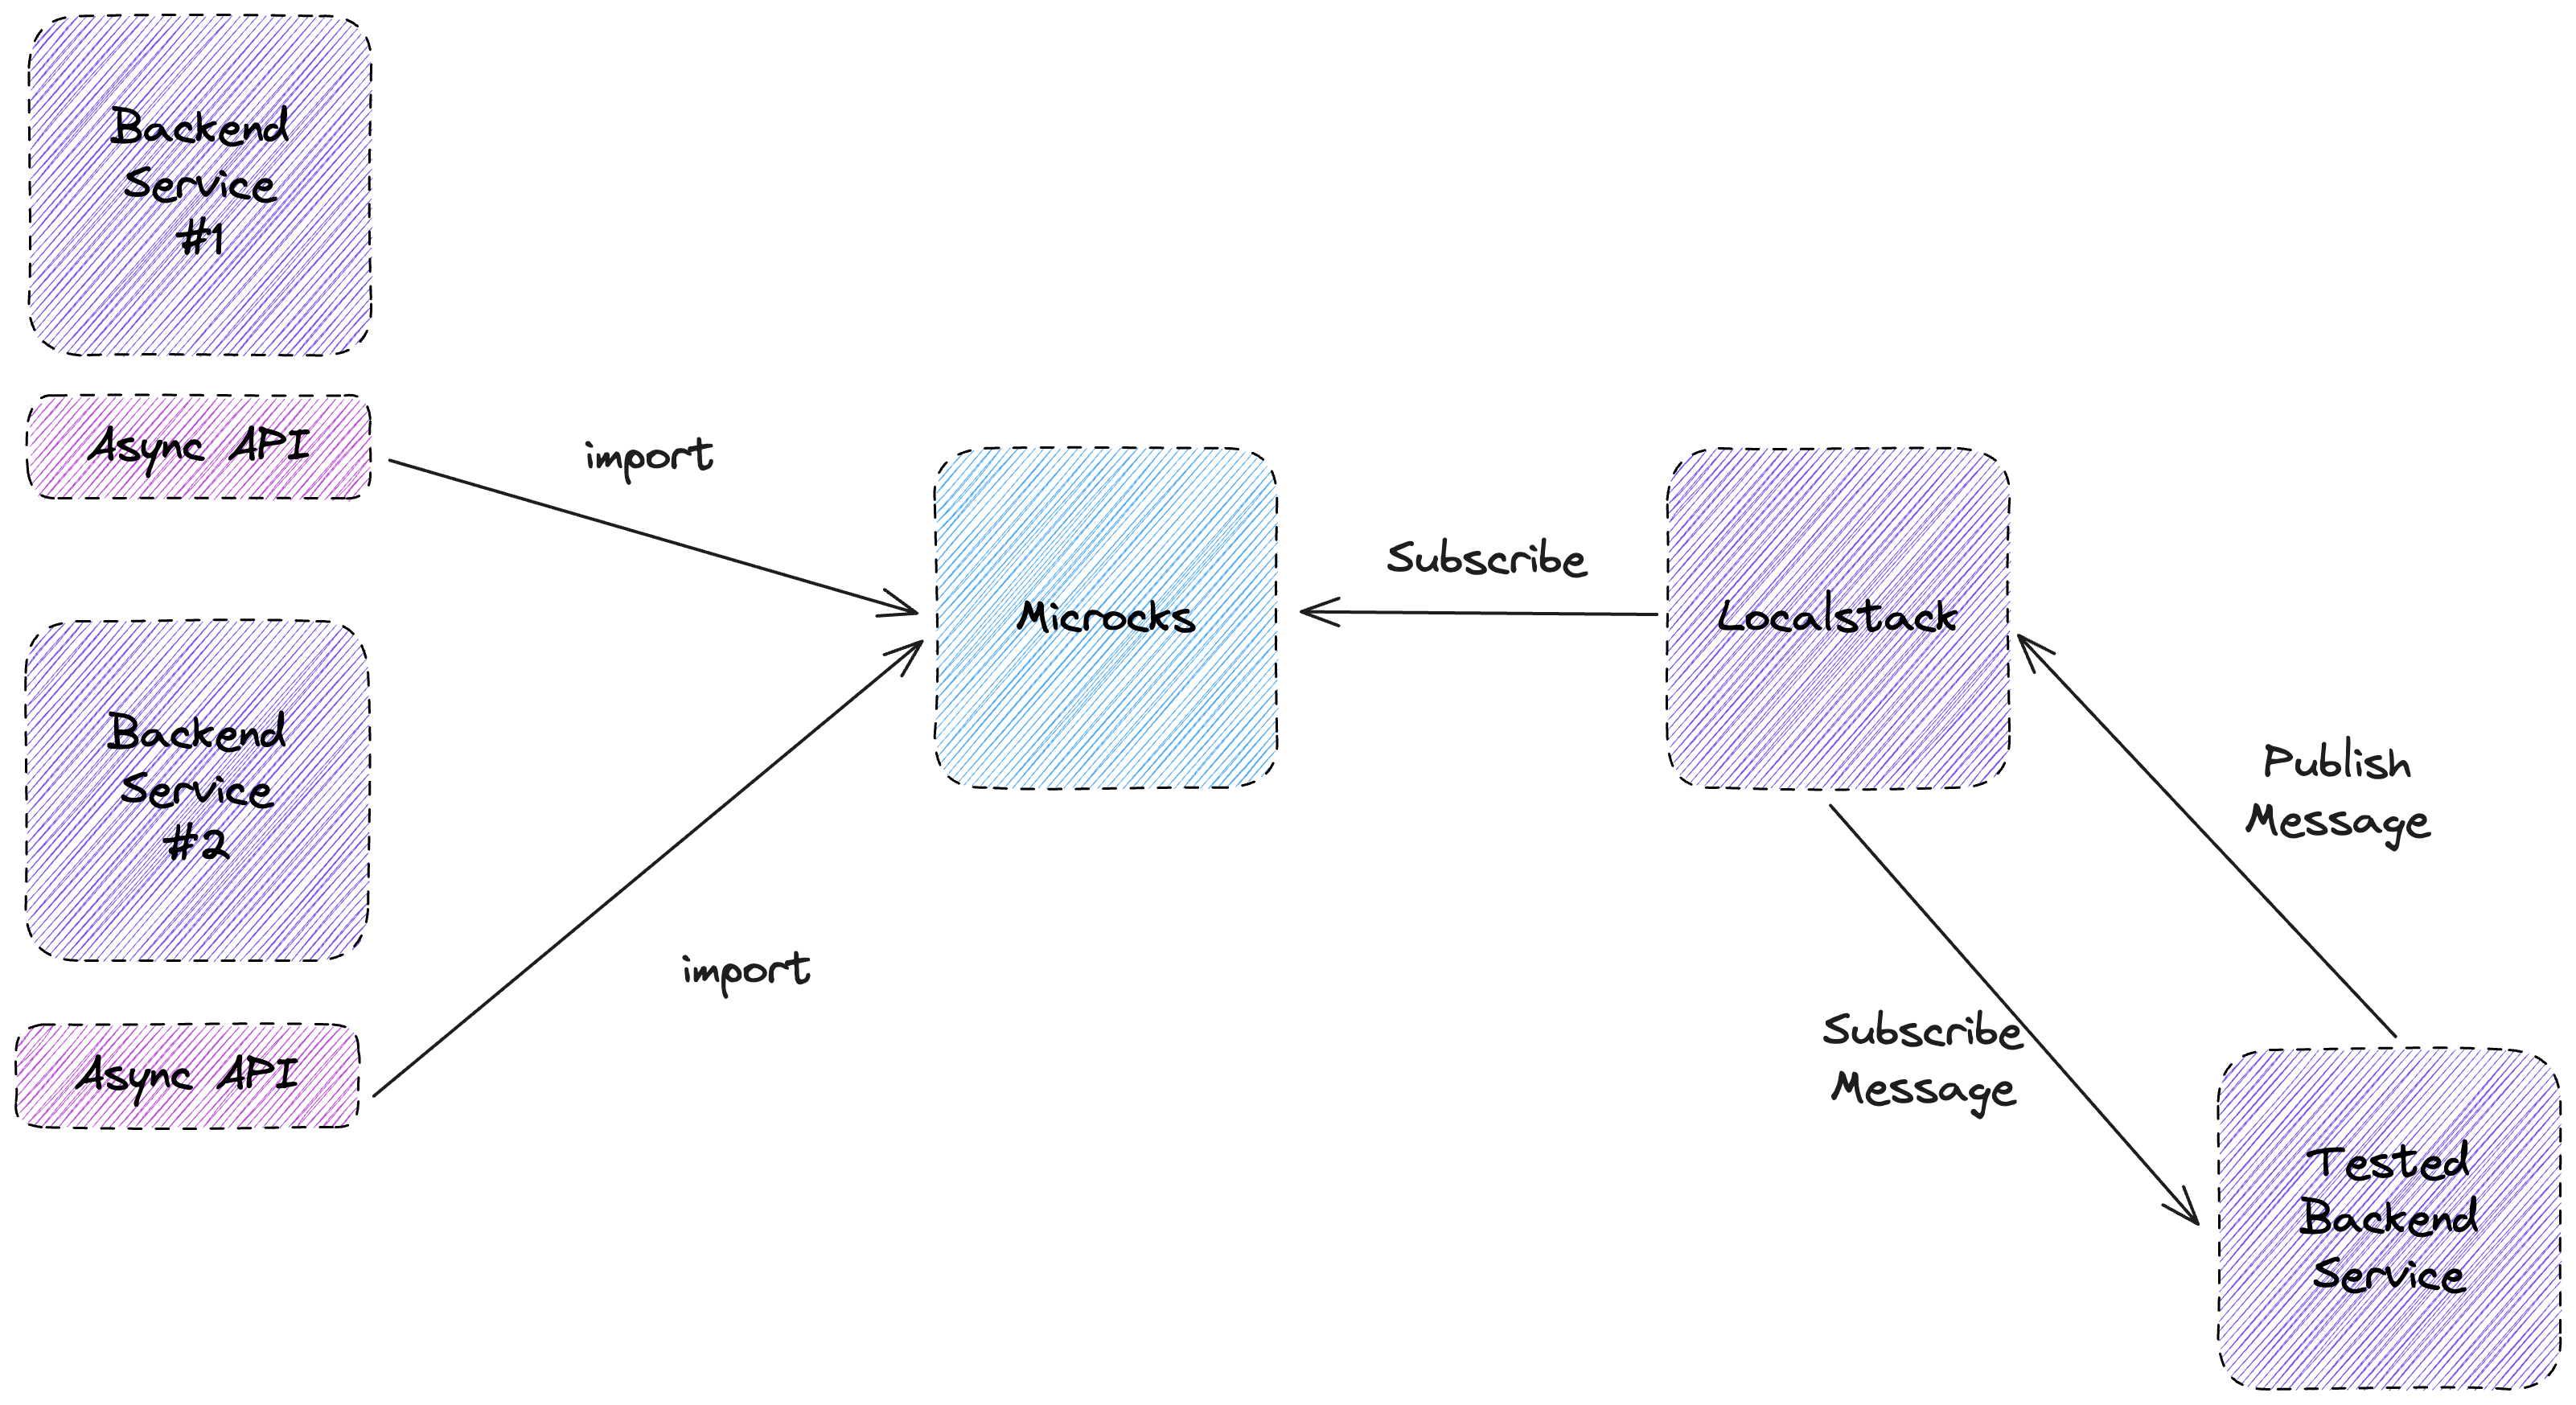 Backend
Service
#1
Async API
import
Backend
Service
#2
Async API
import
Microcks
Subscribe
Localstack
Publish
Message
Subscribe
Message
Tested
Backend
Service